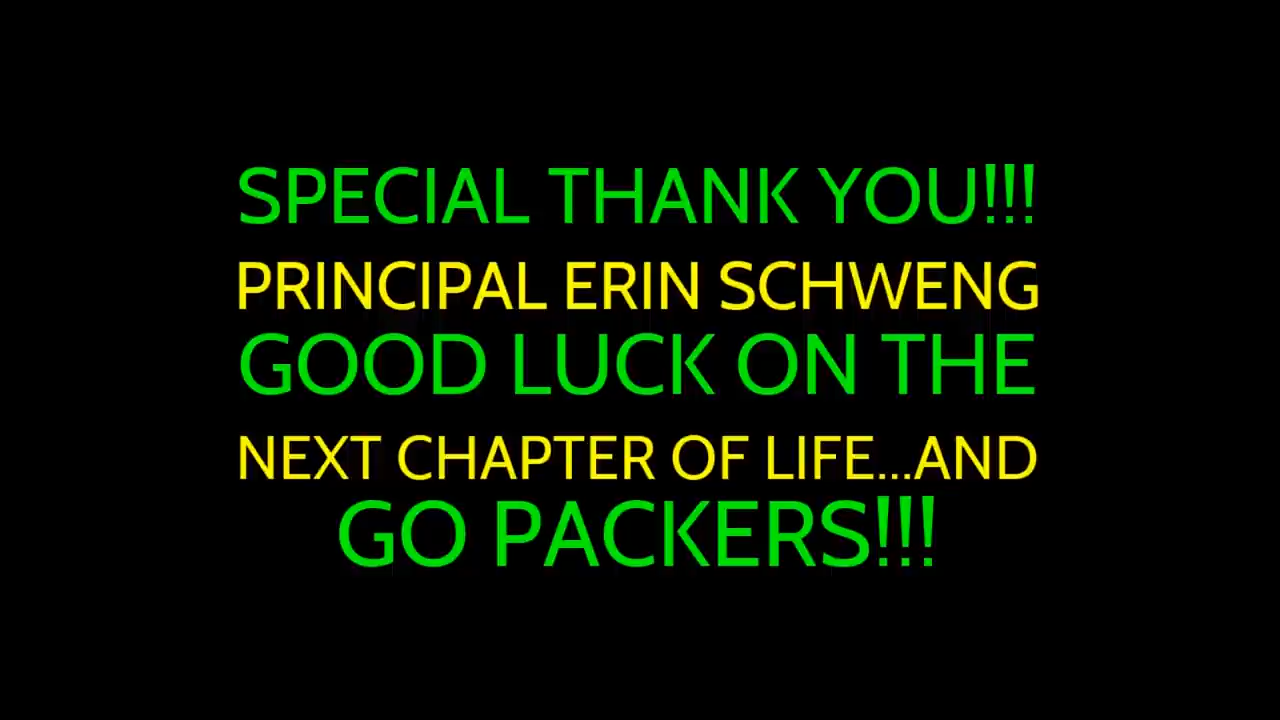 SPECIAL THANK YOU!!!
PRINCIPAL ERIN SCHWENG
GOOD LUCK ON THE
NEXT CHAPTER OF LIFE...AND
GO PACKERS!!!